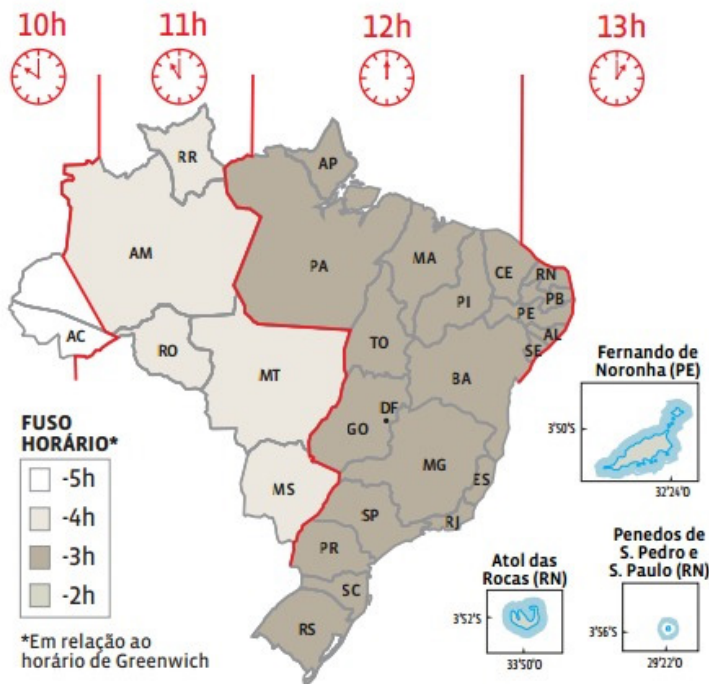 10h
11h
12h
13h
RR
AP
AM
PA
MA
CE
RN
PI
PB
PE
AC
AL
RO
TO
SE
MT
BA
Fernando de
Noronha (PE)
FUSO
HORÁRIO*
GO
DF
3°50'S
-5h
MG
-4h
MS
ES
32°24'O
-3h
SP
RJ
-2h
PR
Atol das
Rocas (RN)
Penedos de
S. Pedro e
S. Paulo (RN)
SC
3°52'S
3°56'S
RS
*Em relação ao
horário de Greenwich
33°50'O
29°22'O